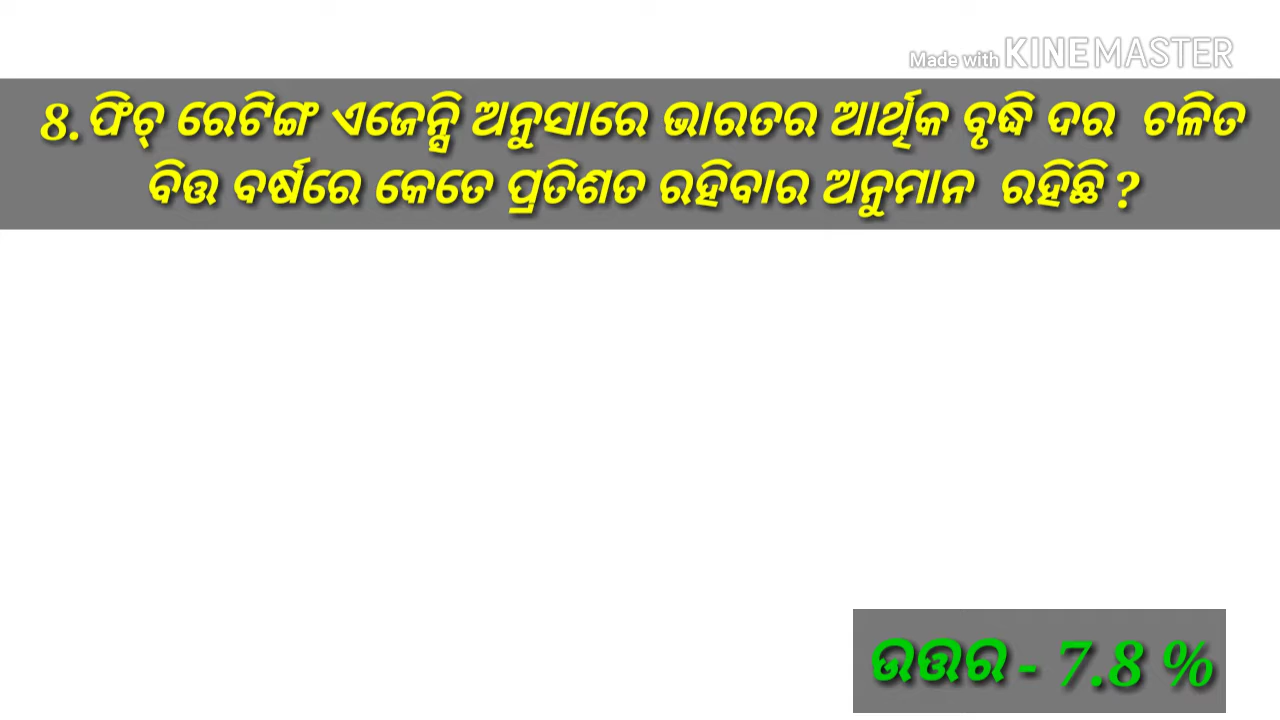 Made with KINEMASTER
8. ଫିଚ୍ ରେଟିଙ୍ଗ ଏଜେନ୍ସି ଅନୁସାରେ ଭାରତର ଆର୍ଥିକ ବୃଦ୍ଧି ଦର ଚଳିତ
ବିତ୍ତ ବର୍ଷରେ କେତେ ପ୍ରତିଶତ ରହିବାର ଅନୁମାନ ରହିଛି ?
ଉତ୍ତର - 7.8 %